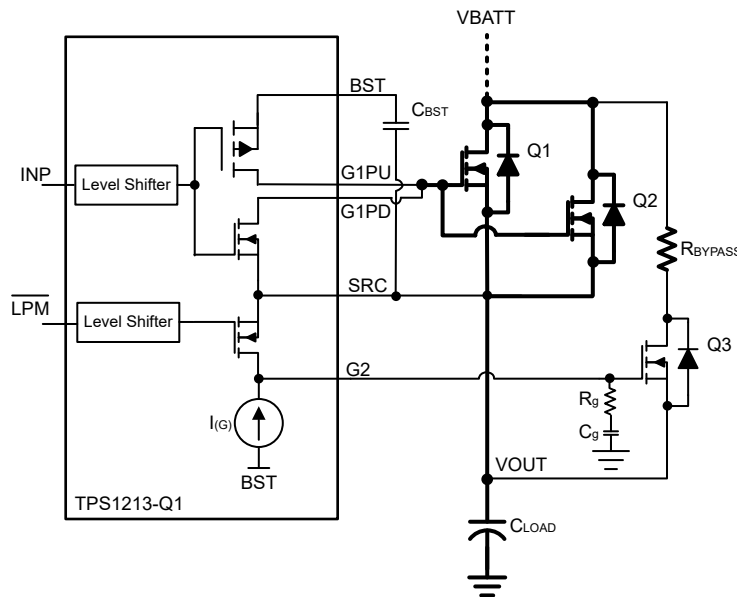 VBATT
BST
CBST
Q1
INP
Level Shifter
G1PU
G1PD
Q2
RBYPASS
SRC
LPM
Level Shifter
Q3
G2
Rg
Cg
I(G)
BST
VOUT
TPS1213-Q1
CLOAD